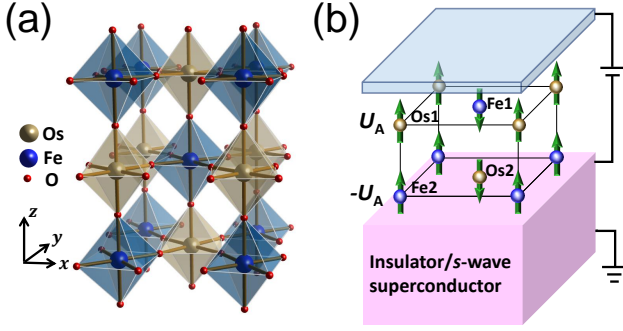 (a)
Os
Fe
O
z
y
x
(b)
Fe1
U_A
Os1
Os2
-U_A
Fe2
Insulator/s-wave
superconductor